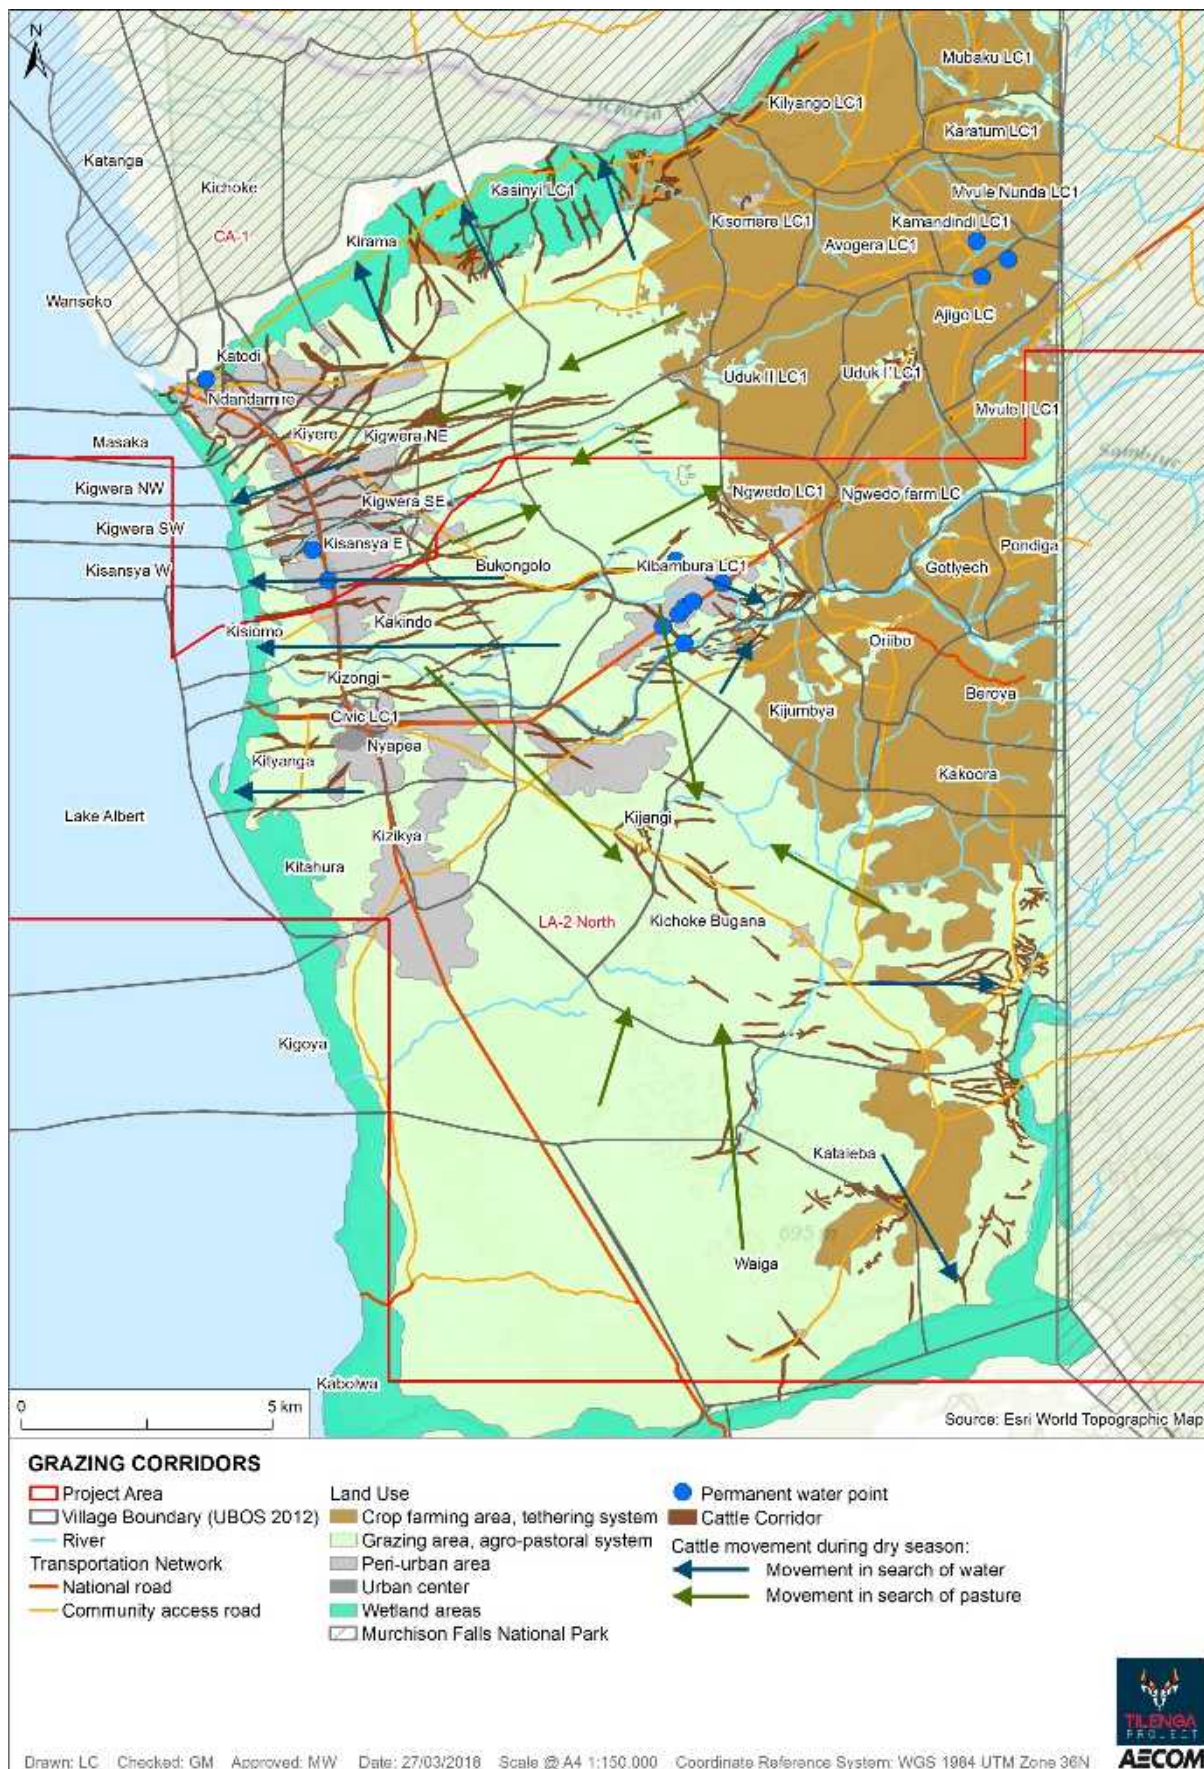 N
Mubaku LC1
Kilyango LC1
Karatum LC1
Katanga
Kichoke
Kasinyi LC1
Mvule Nunda LC1
CA-1
Kisomere LC1
Kamandindi LC1
Kirama
Avogera LC1
Wanseko
Ajigo LC
Katodi
Uduk II LC1
Uduk I LC1
Ndandamire
Mvule I LC1
Masaka
Kiyere
Kigwera NE
Sambiye
Kigwera NW
Kigwera SE
Ngwedo LC1
Ngwedo farm LC
Kigwera SW
Kisansya E
Pondiga
Kisansya W
Bukongolo
Kibambura LC1
Gotlyech
Kisiomo
Kakindo
Oriibo
Kizongi
Beroya
Civic LC1
Kijumbya
Nyapea
Kityanga
Kakoora
Lake Albert
Kijangi
Kizikya
Kitahura
LA-2 North
Kichoke Bugana
Kigoya
Kataleba
695 m
Waiga
Kabolwa
0
5 km
Source: Esri World Topographic Map
GRAZING CORRIDORS
Project Area
Village Boundary (UBOS 2012)
River
Transportation Network
National road
Community access road
Land Use
Crop farming area, tethering system
Grazing area, agro-pastoral system
Peri-urban area
Urban center
Wetland areas
Murchison Falls National Park
Permanent water point
Cattle Corridor
Cattle movement during dry season:
Movement in search of water
Movement in search of pasture
TILENGA
PROJECT
AECOM
Drawn: LC Checked: GM Approved: MW Date: 27/03/2018 Scale @ A4 1:150,000 Coordinate Reference System: WGS 1984 UTM Zone 36N